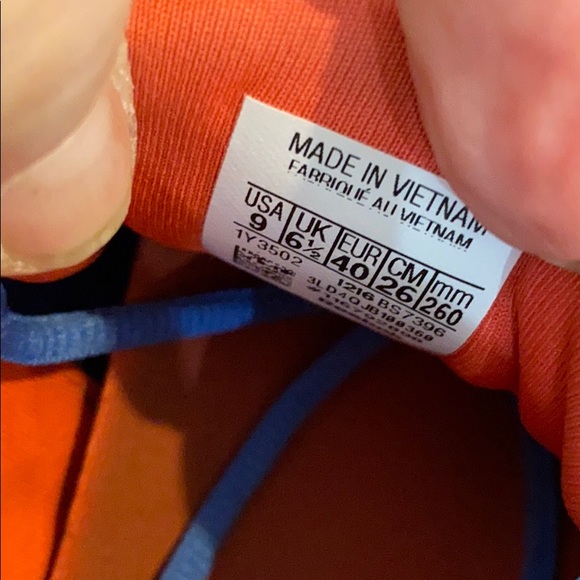 MADE IN VIETNAM
FABRIQUÉ AU VIETNAM
USA UK EUR CM mm
9 6½ 40 26 260
1Y3502 1216 BS7396
3LD4QJB100360